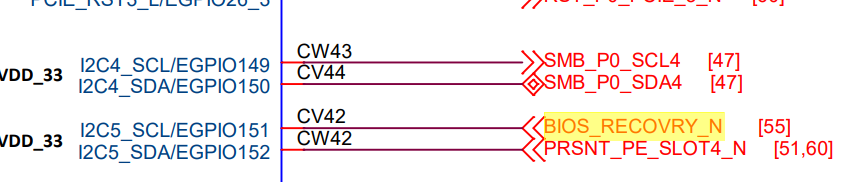 PCIE_RST3_L/EGPIO26_3
RST_P0_PCIE_3_N
CW43
I2C4_SCL/EGPIO149
SMB_P0_SCL4 [47]
VDD_33
CV44
I2C4_SDA/EGPIO150
SMB_P0_SDA4 [47]
CV42
I2C5_SCL/EGPIO151
BIOS_RECOVRY_N [55]
VDD_33
CW42
I2C5_SDA/EGPIO152
PRSNT_PE_SLOT4_N [51,60]